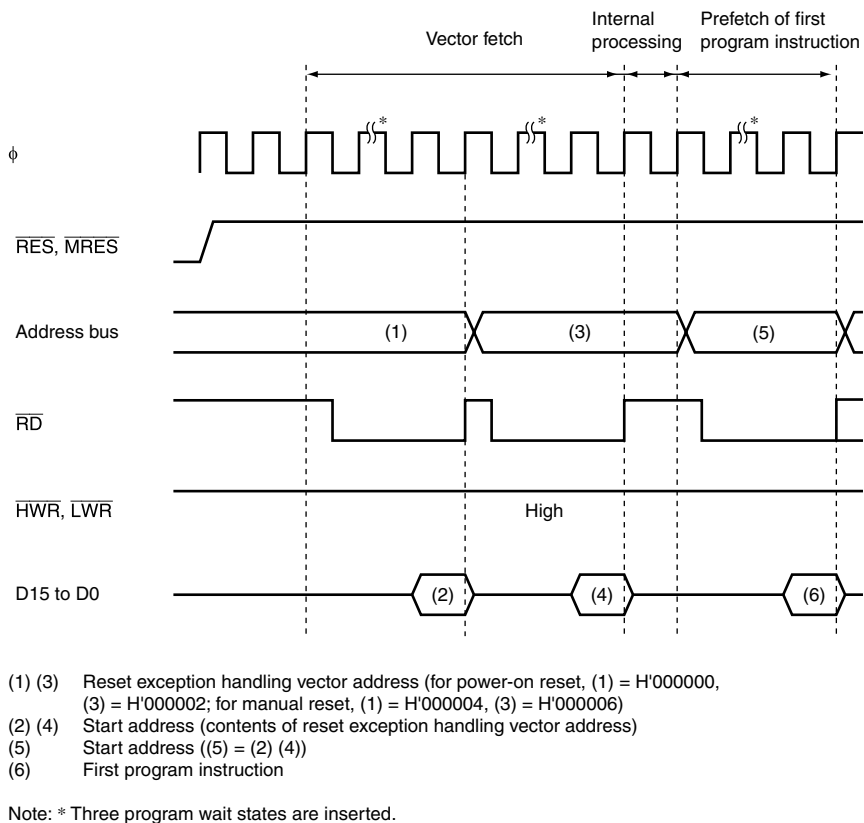 Vector fetch
Internal
processing
Prefetch of first
program instruction
*
*
*
φ
RES, MRES
Address bus
(1)
(3)
(5)
RD
HWR, LWR
High
D15 to D0
(2)
(4)
(6)
(1) (3) Reset exception handling vector address (for power-on reset, (1) = H'000000,
(3) = H'000002; for manual reset, (1) = H'000004, (3) = H'000006)
(2) (4) Start address (contents of reset exception handling vector address)
(5) Start address ((5) = (2) (4))
(6) First program instruction
Note: * Three program wait states are inserted.